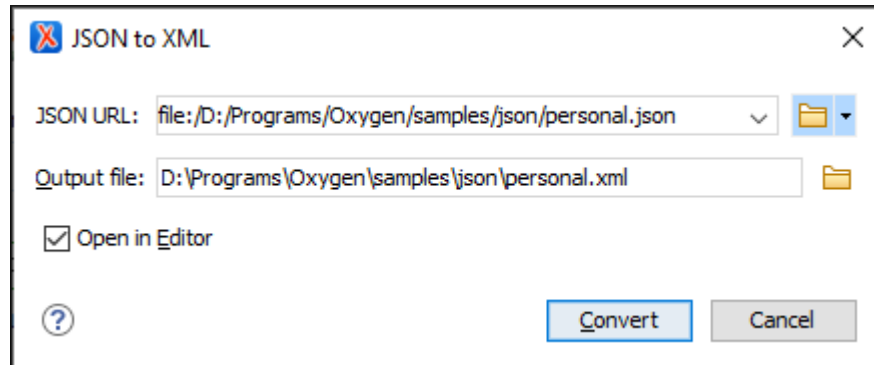 JSON to XML
JSON URL: file:/D:/Programs/Oxygen/samples/json/personal.json
Output file: D:\Programs\Oxygen\samples\json\personal.xml
Open in Editor
? Convert Cancel